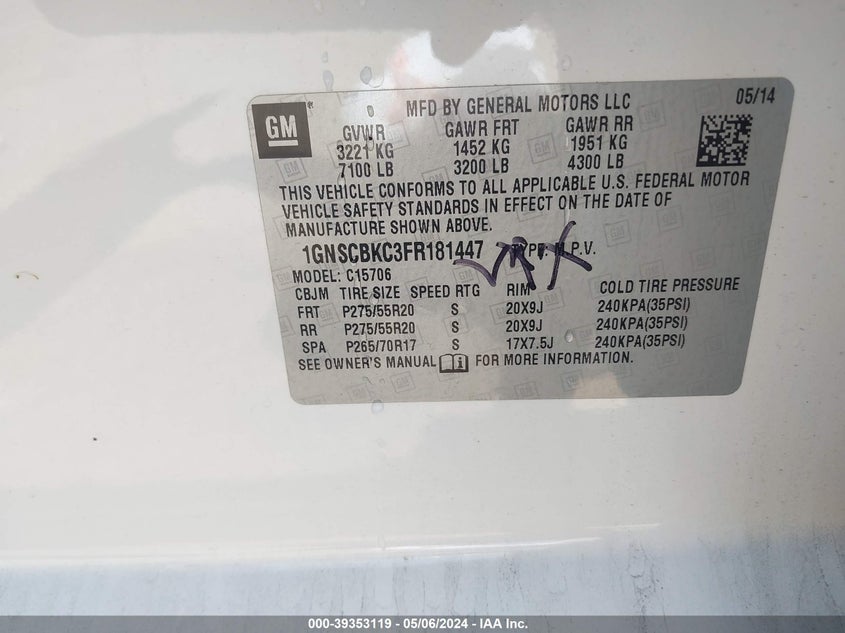 GM
MFD BY GENERAL MOTORS LLC 05/14
GVWR GAWR FRT GAWR RR
3221 KG 1452 KG 1951 KG
7100 LB 3200 LB 4300 LB
THIS VEHICLE CONFORMS TO ALL APPLICABLE U.S. FEDERAL MOTOR
VEHICLE SAFETY STANDARDS IN EFFECT ON THE DATE OF
MANUFACTURE SHOWN ABOVE.
1GNSCBKC3FR181447 TYPE: M.P.V.
MODEL: C15706
CBJM TIRE SIZE SPEED RTG RIM COLD TIRE PRESSURE
FRT P275/55R20 S 20X9J 240KPA(35PSI)
RR P275/55R20 S 20X9J 240KPA(35PSI)
SPA P265/70R17 S 17X7.5J 240KPA(35PSI)
SEE OWNER'S MANUAL FOR MORE INFORMATION.
000-39353119 - 05/06/2024 - IAA Inc.